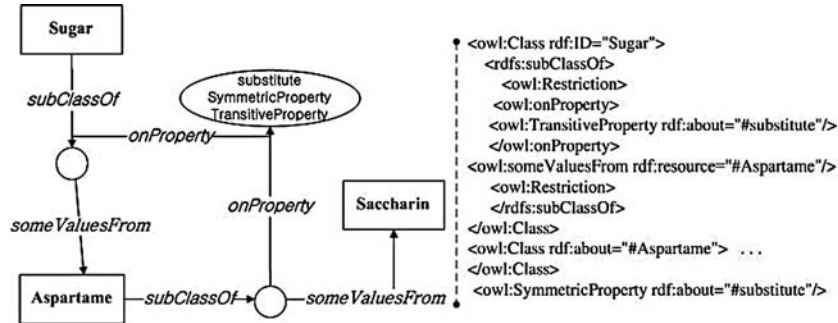 Sugar
subClassOf
substitute
SymmetricProperty
TransitiveProperty
onProperty
someValuesFrom
onProperty
Saccharin
Aspartame
subClassOf
someValuesFrom
<owl:Class rdf:ID="Sugar">
<rdfs:subClassOf>
<owl:Restriction>
<owl:onProperty>
<owl:TransitiveProperty rdf:about="#substitute"/>
</owl:onProperty>
<owl:someValuesFrom rdf:resource="#Aspartame"/>
<owl:Restriction>
</rdfs:subClassOf>
</owl:Class>
<owl:Class rdf:about="#Aspartame"> ...
</owl:Class>
<owl:SymmetricProperty rdf:about="#substitute"/>